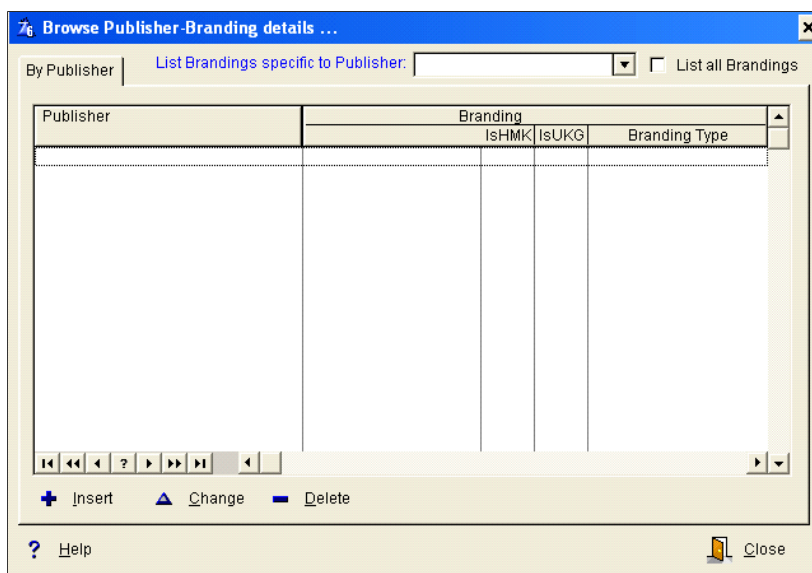 Browse Publisher-Branding details ...
By Publisher
List Brandings specific to Publisher:
List all Brandings
Publisher
Branding
IsHMK IsUKG Branding Type
?
Insert Change Delete
? Help
Close